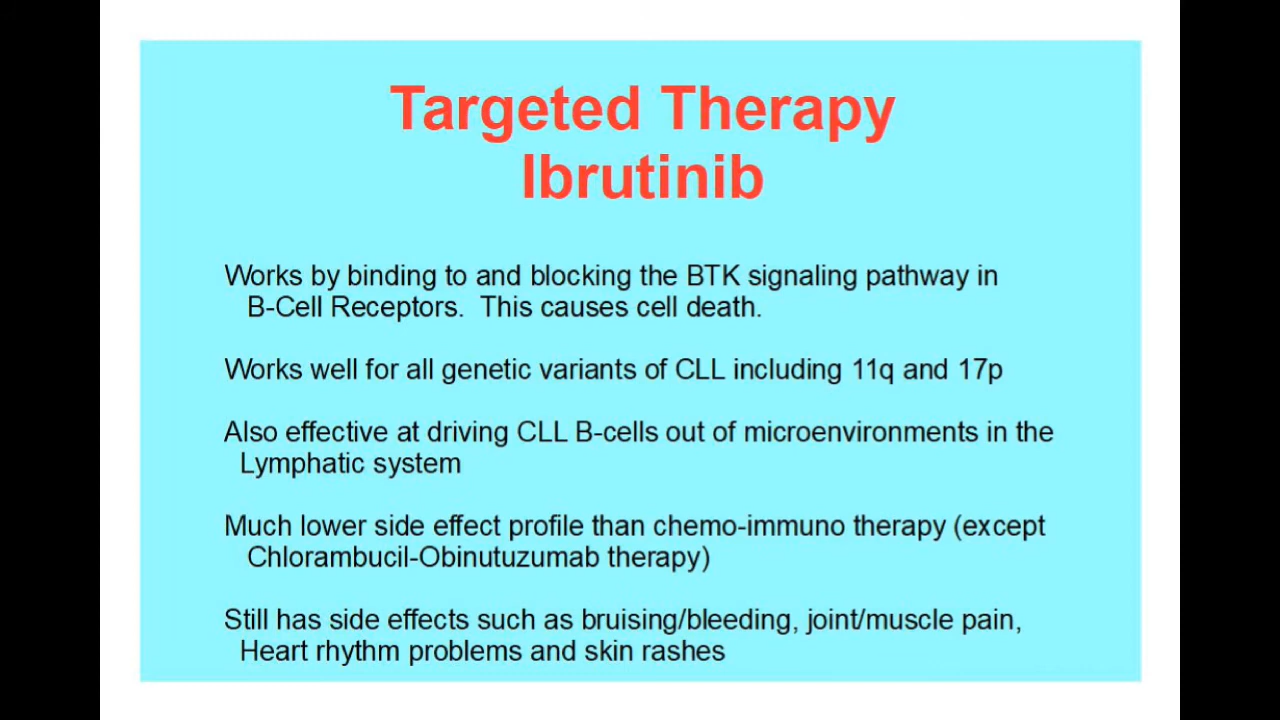 Targeted Therapy
Ibrutinib
Works by binding to and blocking the BTK signaling pathway in
B-Cell Receptors.  This causes cell death.
Works well for all genetic variants of CLL including 11q and 17p
Also effective at driving CLL B-cells out of microenvironments in the
Lymphatic system
Much lower side effect profile than chemo-immuno therapy (except
Chlorambucil-Obinutuzumab therapy)
Still has side effects such as bruising/bleeding, joint/muscle pain,
Heart rhythm problems and skin rashes